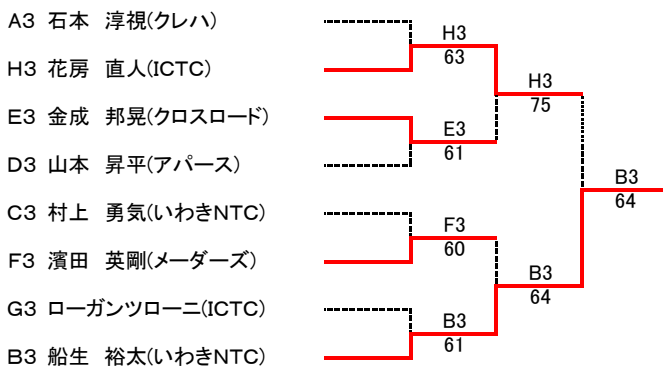 A3 石本 淳視(クレハ)
H3 花房 直人(ICTC)
E3 金成 邦晃(クロスロード)
D3 山本 昇平(アパース)
C3 村上 勇気(いわきNTC)
F3 濱田 英剛(メーダーズ)
G3 ローガンツローニ(ICTC)
B3 船生 裕太(いわきNTC)
H3
63
E3
61
F3
60
B3
61
H3
75
B3
64
B3
64